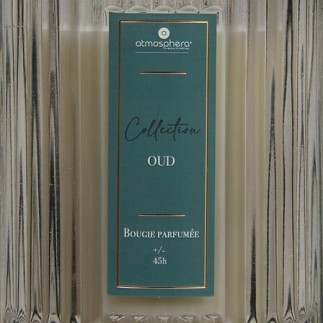 atmosphera
Collection
OUD
BOUGIE PARFUMÉE
+/-
45h